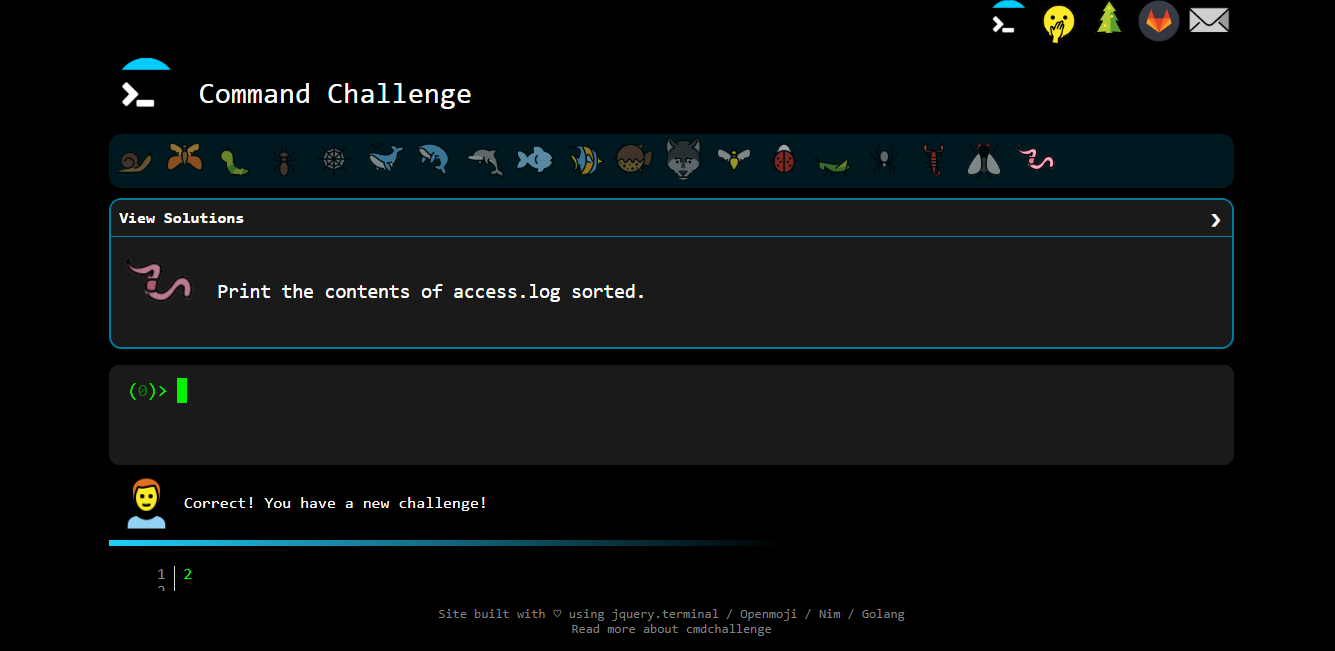 Command Challenge
View Solutions
Print the contents of access.log sorted.
(0)>
Correct! You have a new challenge!
1 2
Site built with ♡ using jquery.terminal / Openmoji / Nim / Golang
Read more about cmdchallenge